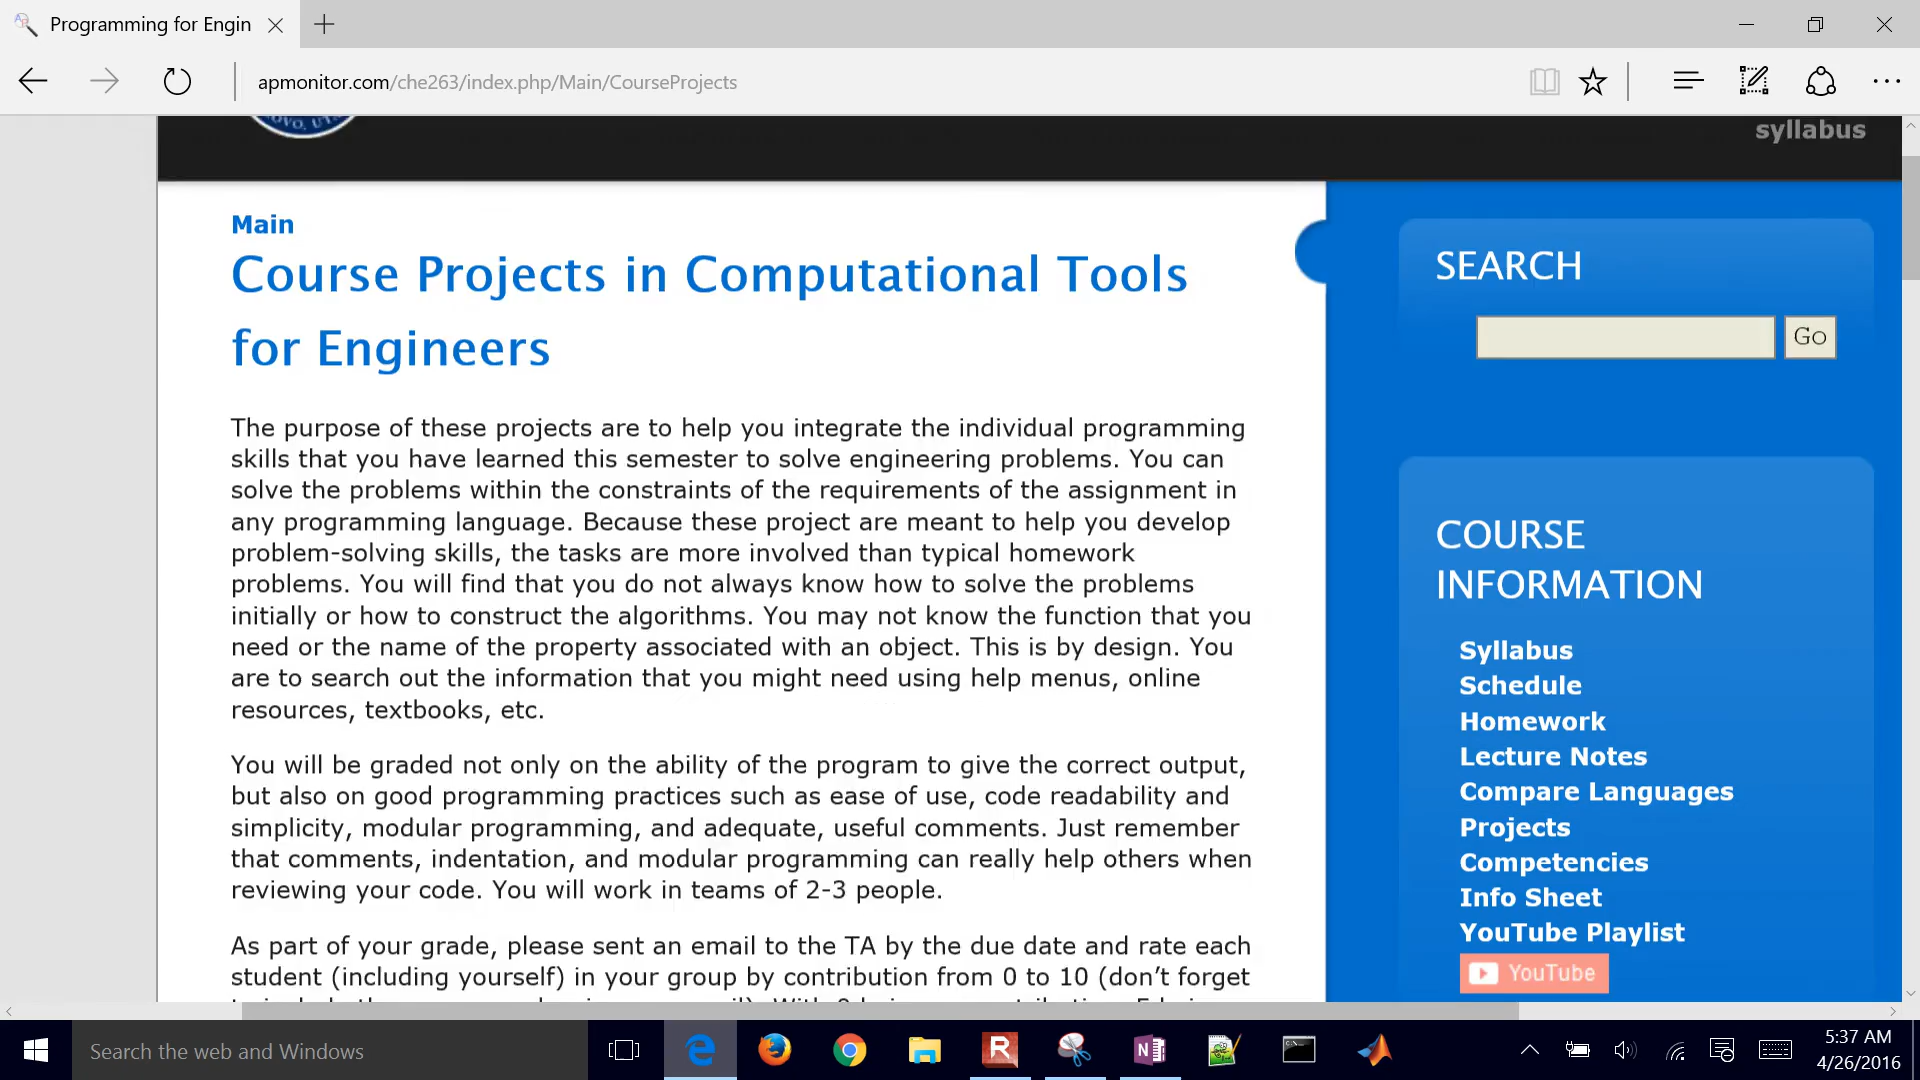 Programming for Engin
apmonitor.com/che263/index.php/Main/CourseProjects
OVO, UT
syllabus
Main
Course Projects in Computational Tools
for Engineers
The purpose of these projects are to help you integrate the individual programming
skills that you have learned this semester to solve engineering problems. You can
solve the problems within the constraints of the requirements of the assignment in
any programming language. Because these project are meant to help you develop
problem-solving skills, the tasks are more involved than typical homework
problems. You will find that you do not always know how to solve the problems
initially or how to construct the algorithms. You may not know the function that you
need or the name of the property associated with an object. This is by design. You
are to search out the information that you might need using help menus, online
resources, textbooks, etc.
You will be graded not only on the ability of the program to give the correct output,
but also on good programming practices such as ease of use, code readability and
simplicity, modular programming, and adequate, useful comments. Just remember
that comments, indentation, and modular programming can really help others when
reviewing your code. You will work in teams of 2-3 people.
As part of your grade, please sent an email to the TA by the due date and rate each
student (including yourself) in your group by contribution from 0 to 10 (don't forget
SEARCH
Go
COURSE
INFORMATION
Syllabus
Schedule
Homework
Lecture Notes
Compare Languages
Projects
Competencies
Info Sheet
YouTube Playlist
YouTube
Search the web and Windows
5:37 AM
4/26/2016